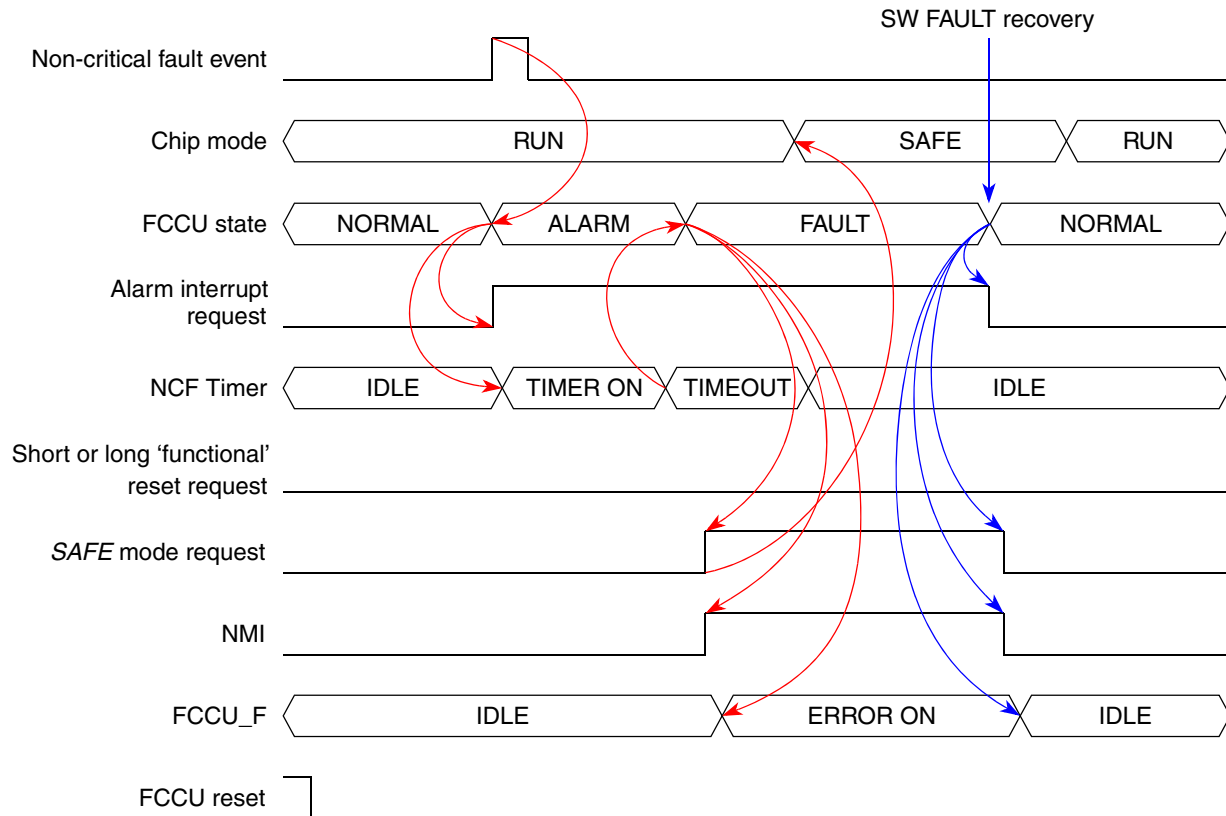 SW FAULT recovery
Non-critical fault event
Chip mode
RUN
SAFE
RUN
FCCU state
NORMAL
ALARM
FAULT
NORMAL
Alarm interrupt
request
NCF Timer
IDLE
TIMER ON
TIMEOUT
IDLE
Short or long ‘functional’
reset request
SAFE mode request
NMI
FCCU_F
IDLE
ERROR ON
IDLE
FCCU reset